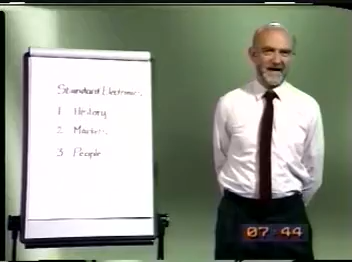 Standard Electronics
1 History
2 Markets
3 People
07:44